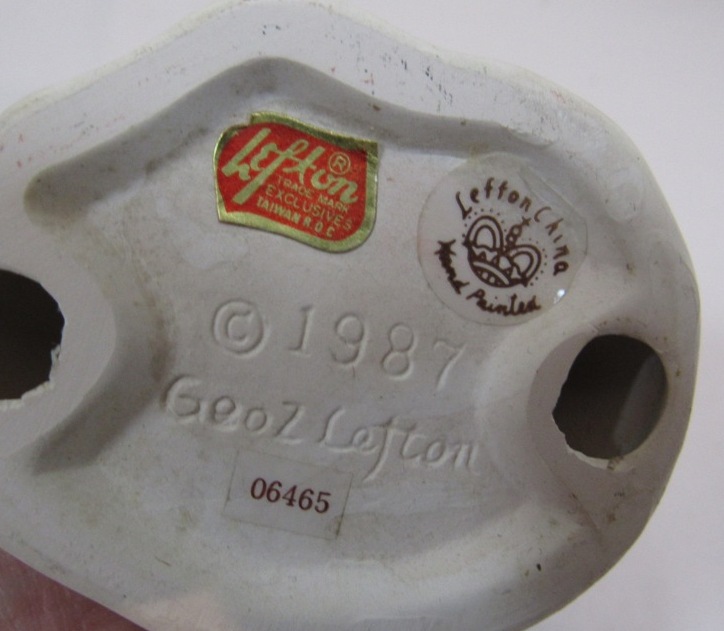 Lefton®
TRADE MARK
EXCLUSIVES
TAIWAN R.O.C
Lefton China
Hand Painted
© 1987
Geo Z Lefton
06465